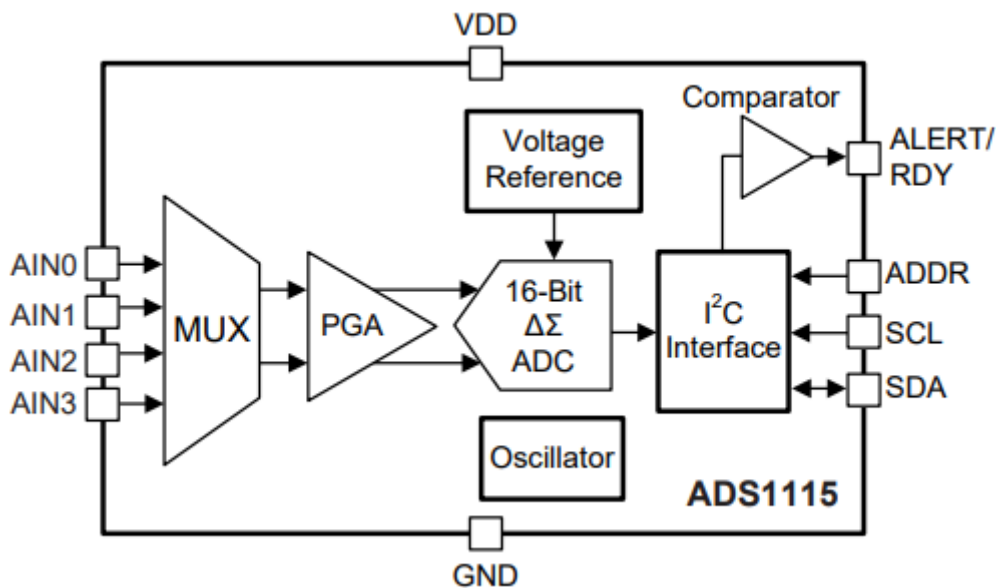 VDD
Comparator
Voltage
Reference
ALERT/
RDY
AIN0
AIN1
AIN2
AIN3
MUX
PGA
16-Bit
ΔΣ
ADC
I²C
Interface
ADDR
SCL
SDA
Oscillator
ADS1115
GND